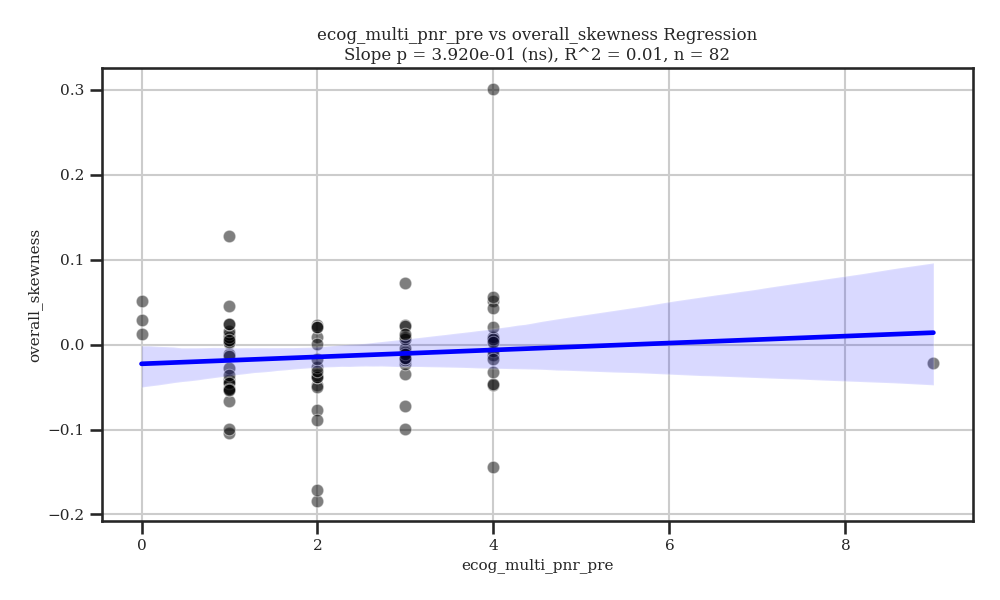 ecog_multi_pnr_pre vs overall_skewness Regression
Slope p = 3.920e-01 (ns), R^2 = 0.01, n = 82
overall_skewness
0.3
0.2
0.1
0.0
−0.1
−0.2
0 2 4 6 8
ecog_multi_pnr_pre